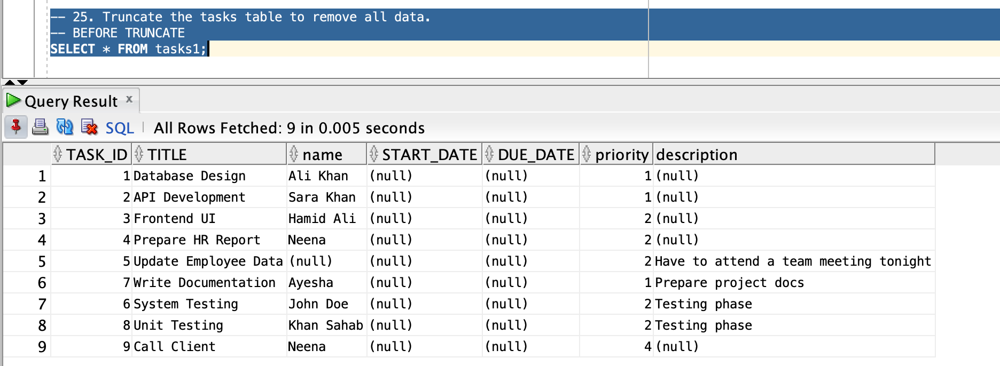 -- 25. Truncate the tasks table to remove all data.
-- BEFORE TRUNCATE
SELECT * FROM tasks1;
Query Result x
SQL | All Rows Fetched: 9 in 0.005 seconds
TASK_ID TITLE name START_DATE DUE_DATE priority description
1 1 Database Design Ali Khan (null) (null) 1 (null)
2 2 API Development Sara Khan (null) (null) 1 (null)
3 3 Frontend UI Hamid Ali (null) (null) 2 (null)
4 4 Prepare HR Report Neena (null) (null) 2 (null)
5 5 Update Employee Data (null) (null) (null) 2 Have to attend a team meeting tonight
6 7 Write Documentation Ayesha (null) (null) 1 Prepare project docs
7 6 System Testing John Doe (null) (null) 2 Testing phase
8 8 Unit Testing Khan Sahab (null) (null) 2 Testing phase
9 9 Call Client Neena (null) (null) 4 (null)